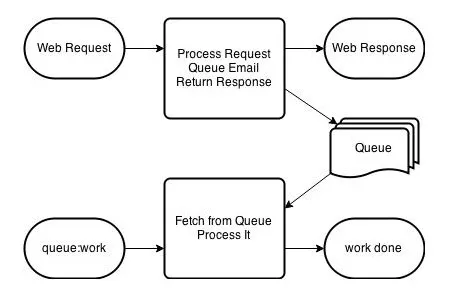 Web Request
Process Request
Queue Email
Return Response
Web Response
Queue
queue:work
Fetch from Queue
Process It
work done